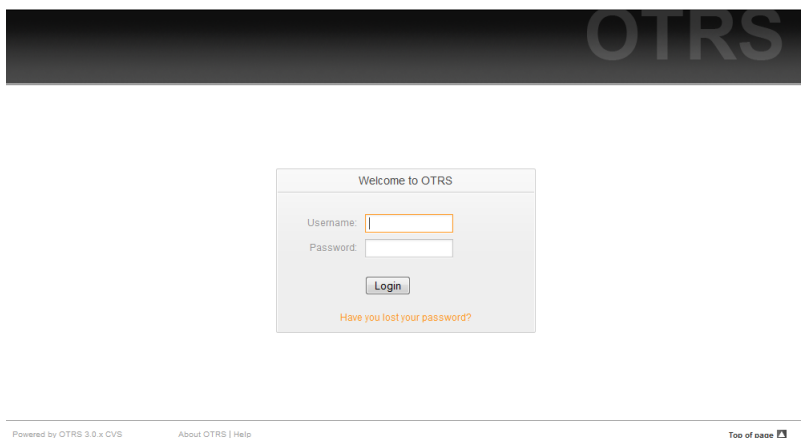 OTRS
Welcome to OTRS
Username:
Password:
Login
Have you lost your password?
Powered by OTRS 3.0.x CVS About OTRS | Help Top of page